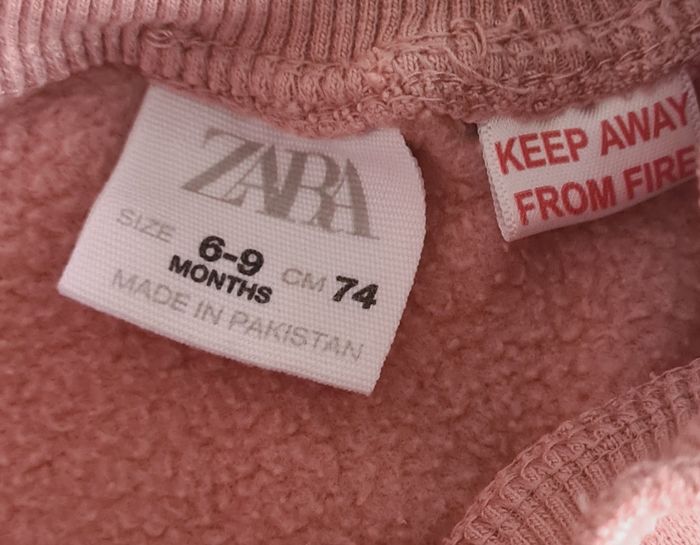 ZARA
SIZE 6-9 MONTHS CM 74
MADE IN PAKISTAN
KEEP AWAY
FROM FIRE